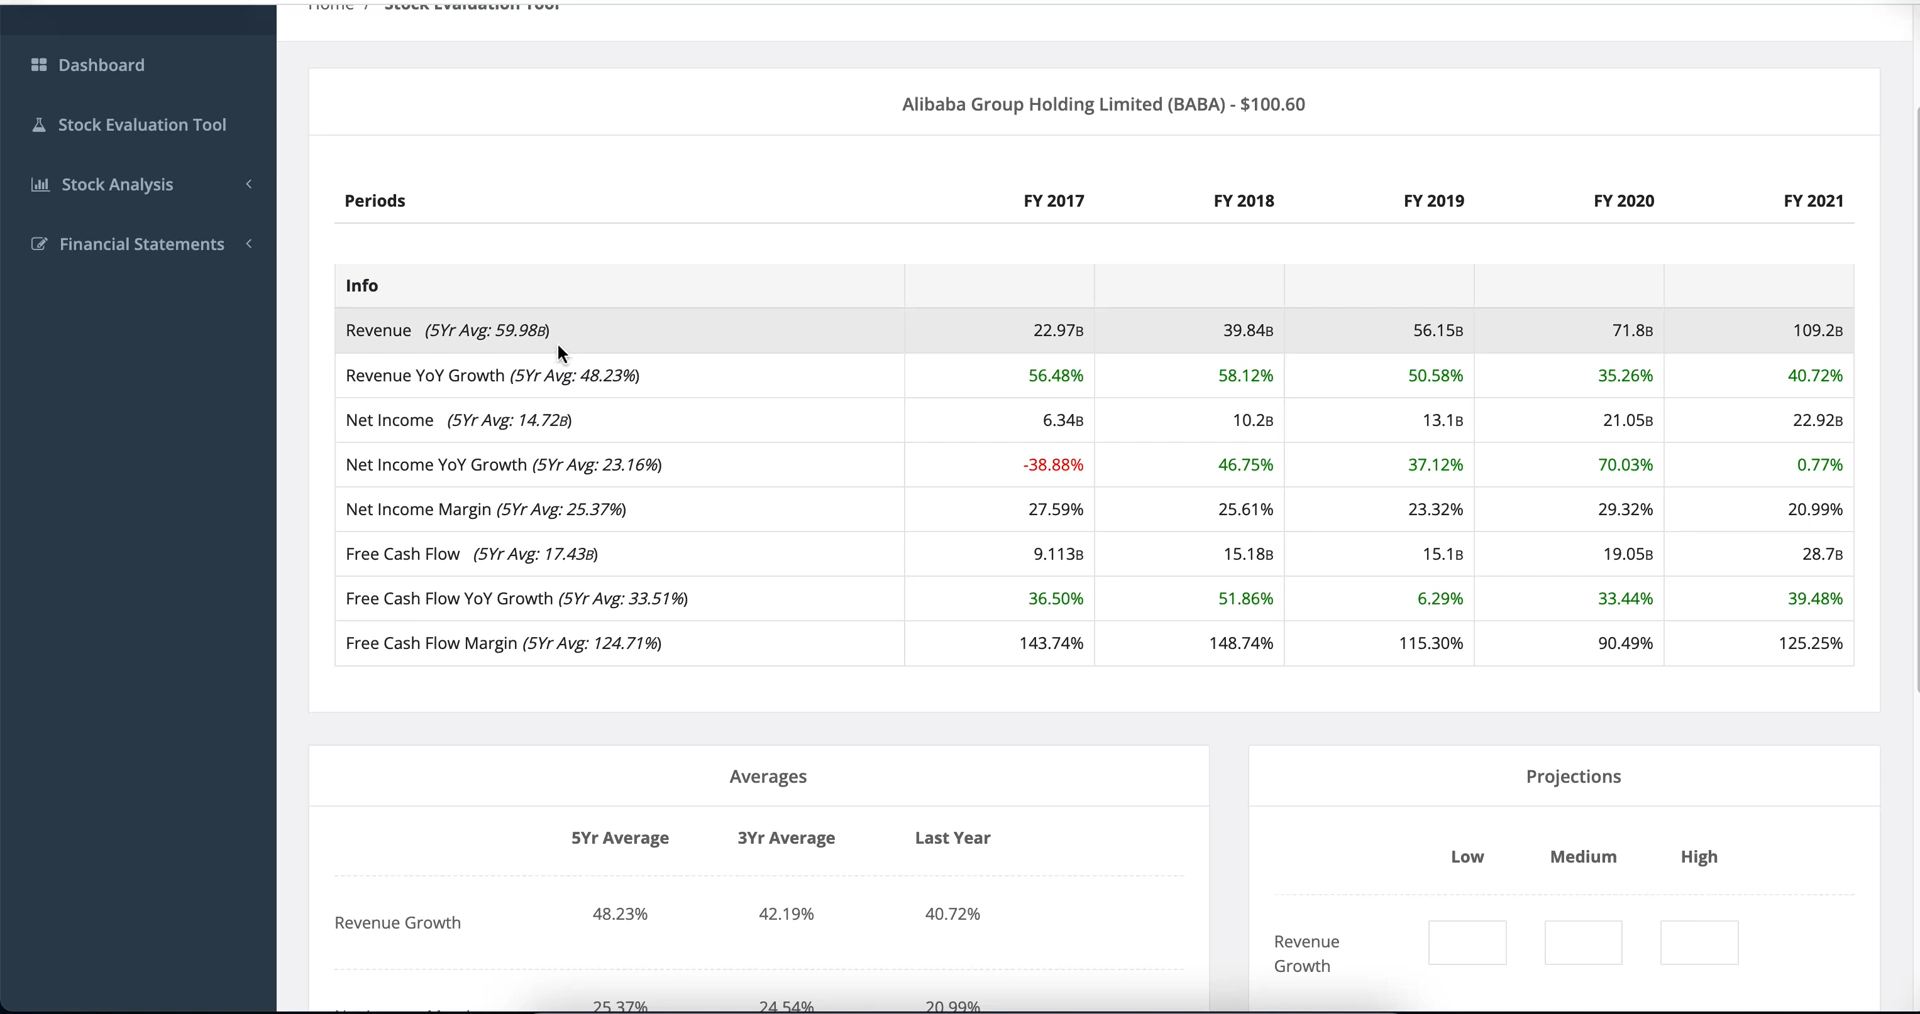 Home / Stock Evaluation Tool
Dashboard
Stock Evaluation Tool
Stock Analysis
Financial Statements
Alibaba Group Holding Limited (BABA) - $100.60
Periods FY 2017 FY 2018 FY 2019 FY 2020 FY 2021
Info
Revenue (5Yr Avg: 59.98B) 22.97B 39.84B 56.15B 71.8B 109.2B
Revenue YoY Growth (5Yr Avg: 48.23%) 56.48% 58.12% 50.58% 35.26% 40.72%
Net Income (5Yr Avg: 14.72B) 6.34B 10.2B 13.1B 21.05B 22.92B
Net Income YoY Growth (5Yr Avg: 23.16%) -38.88% 46.75% 37.12% 70.03% 0.77%
Net Income Margin (5Yr Avg: 25.37%) 27.59% 25.61% 23.32% 29.32% 20.99%
Free Cash Flow (5Yr Avg: 17.43B) 9.113B 15.18B 15.1B 19.05B 28.7B
Free Cash Flow YoY Growth (5Yr Avg: 33.51%) 36.50% 51.86% 6.29% 33.44% 39.48%
Free Cash Flow Margin (5Yr Avg: 124.71%) 143.74% 148.74% 115.30% 90.49% 125.25%
Averages
5Yr Average 3Yr Average Last Year
Revenue Growth 48.23% 42.19% 40.72%
25.37% 24.54% 20.99%
Projections
Low Medium High
Revenue
Growth